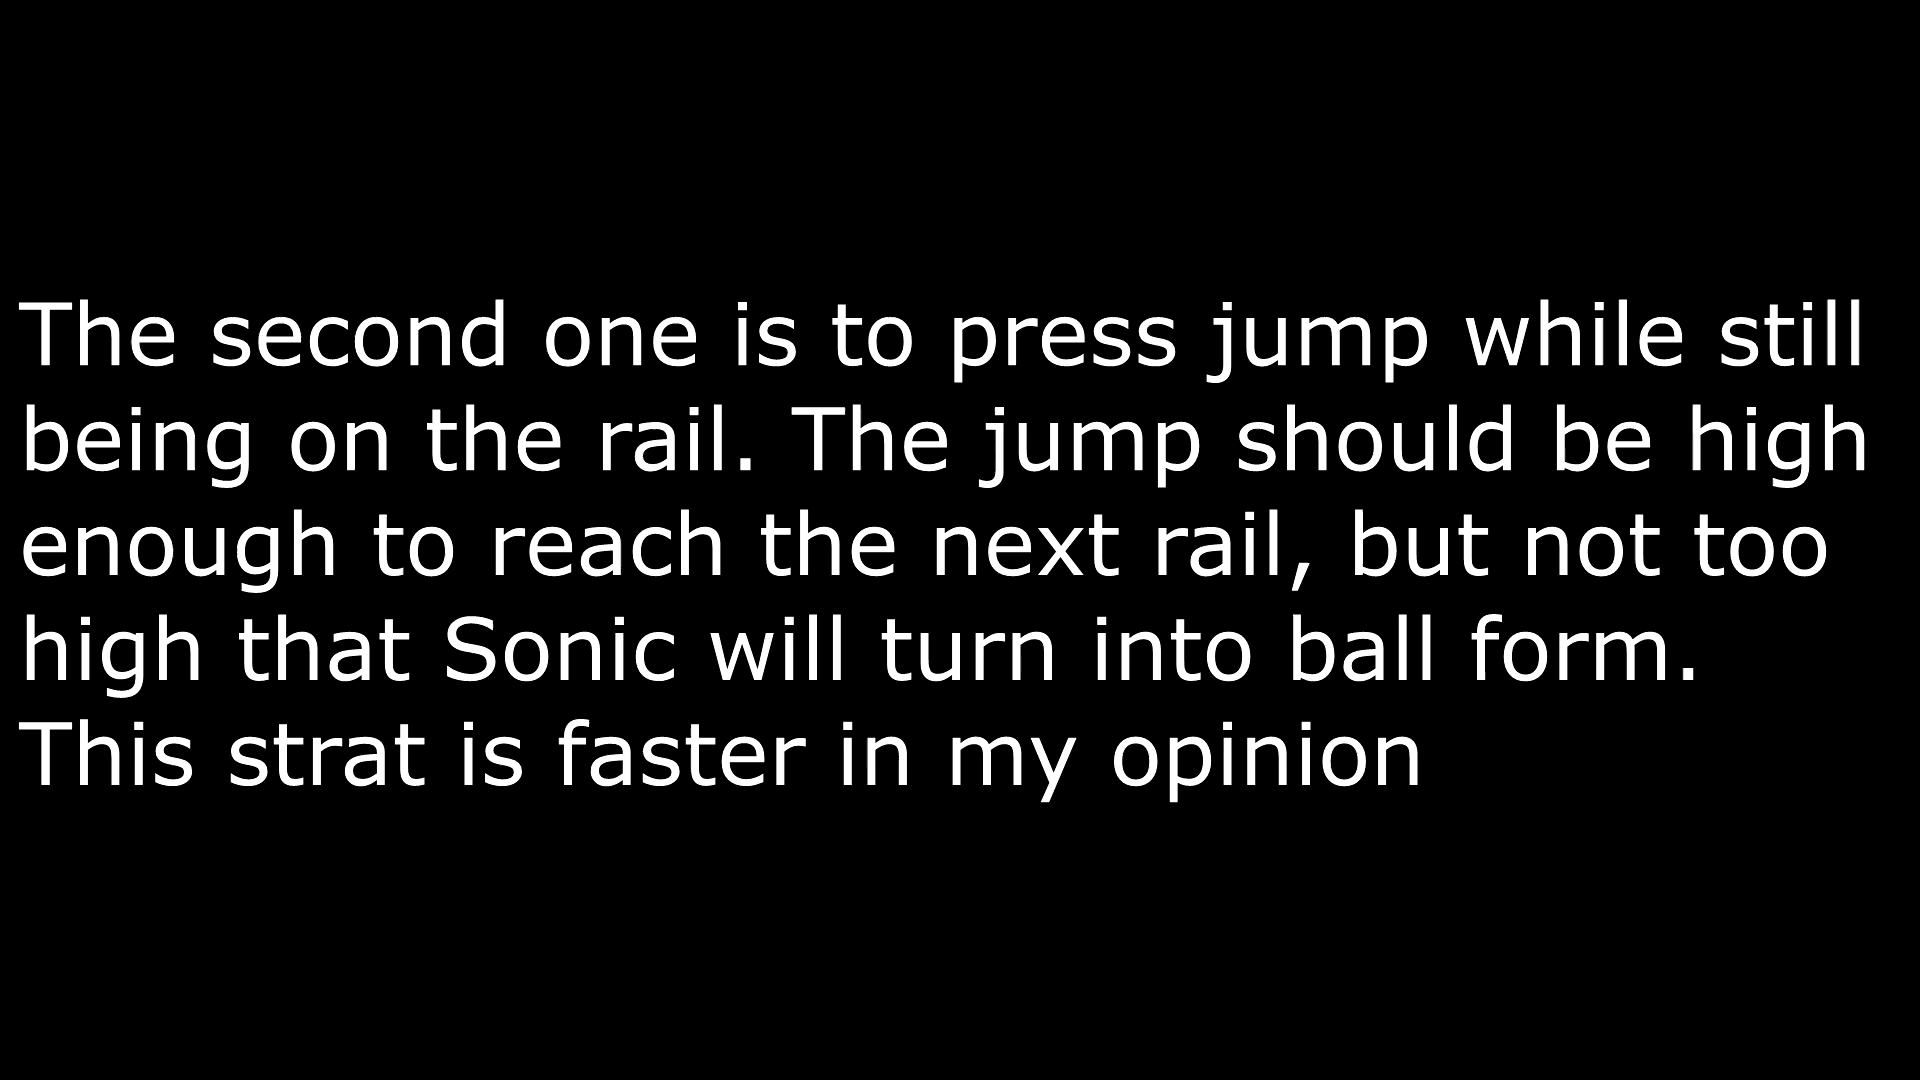 The second one is to press jump while still
being on the rail. The jump should be high
enough to reach the next rail, but not too
high that Sonic will turn into ball form.
This strat is faster in my opinion